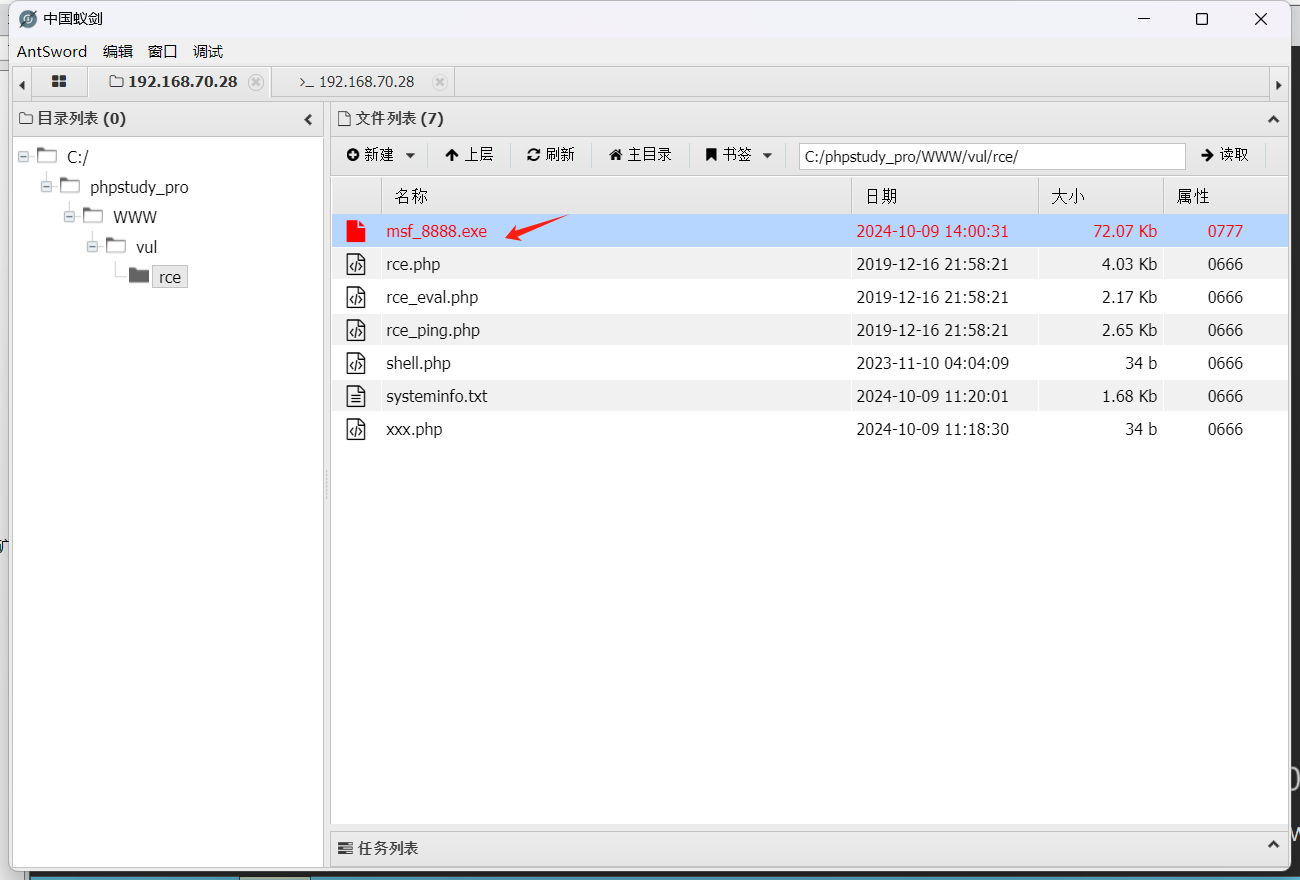 中国蚁剑
AntSword 编辑 窗口 调试
192.168.70.28 >_ 192.168.70.28
目录列表 (0)
C:/
phpstudy_pro
WWW
vul
rce
文件列表 (7)
新建 上层 刷新 主目录 书签 C:/phpstudy_pro/WWW/vul/rce/ 读取
名称 日期 大小 属性
msf_8888.exe 2024-10-09 14:00:31 72.07 Kb 0777
rce.php 2019-12-16 21:58:21 4.03 Kb 0666
rce_eval.php 2019-12-16 21:58:21 2.17 Kb 0666
rce_ping.php 2019-12-16 21:58:21 2.65 Kb 0666
shell.php 2023-11-10 04:04:09 34 b 0666
systeminfo.txt 2024-10-09 11:20:01 1.68 Kb 0666
xxx.php 2024-10-09 11:18:30 34 b 0666
任务列表